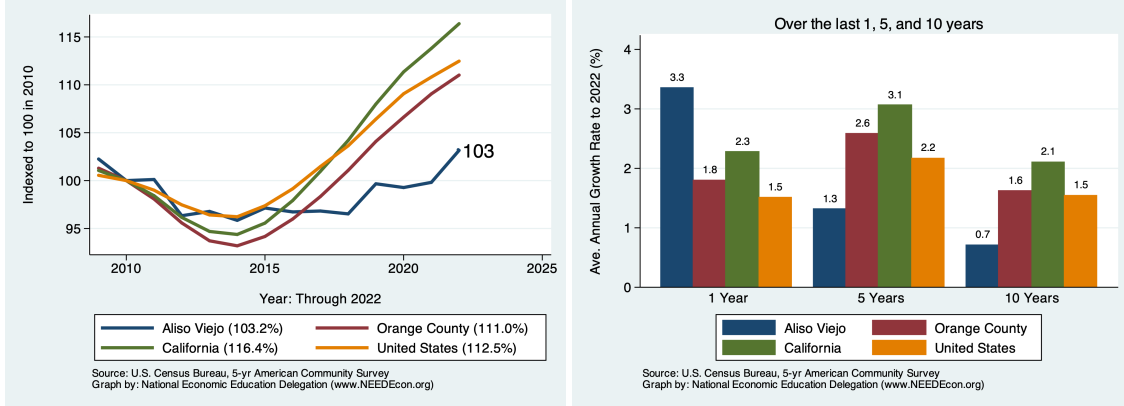 Indexed to 100 in 2010
115
110
105
100
95
103
2010
2015
2020
2025
Year: Through 2022
Aliso Viejo (103.2%)
Orange County (111.0%)
California (116.4%)
United States (112.5%)
Source: U.S. Census Bureau, 5-yr American Community Survey
Graph by: National Economic Education Delegation (www.NEEDEcon.org)
Over the last 1, 5, and 10 years
Ave. Annual Growth Rate to 2022 (%)
4
3
2
1
0
3.3
1.8
2.3
1.5
1.3
2.6
3.1
2.2
0.7
1.6
2.1
1.5
1 Year
5 Years
10 Years
Aliso Viejo
Orange County
California
United States
Source: U.S. Census Bureau, 5-yr American Community Survey
Graph by: National Economic Education Delegation (www.NEEDEcon.org)